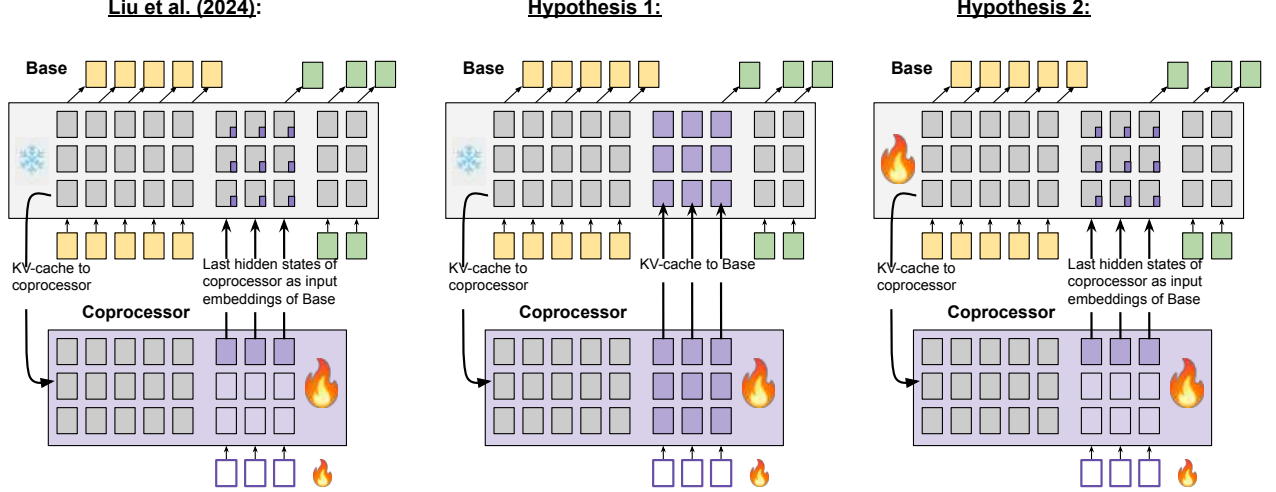 Liu et al. (2024):
Base
KV-cache to
coprocessor
Last hidden states of
coprocessor as input
embeddings of Base
Coprocessor
Hypothesis 1:
Base
KV-cache to
coprocessor
KV-cache to Base
Coprocessor
Hypothesis 2:
Base
KV-cache to
coprocessor
Last hidden states of
coprocessor as input
embeddings of Base
Coprocessor